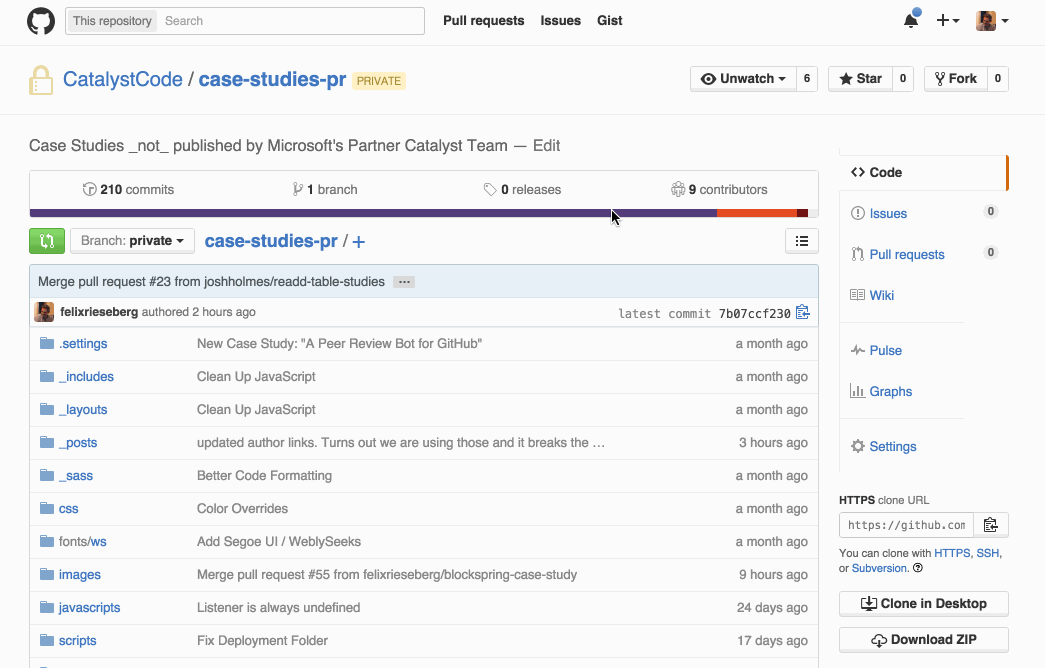 This repository Search Pull requests Issues Gist
CatalystCode / case-studies-pr PRIVATE Unwatch 6 Star 0 Fork 0
Case Studies _not_ published by Microsoft's Partner Catalyst Team — Edit
210 commits 1 branch 0 releases 9 contributors
Branch: private case-studies-pr / +
Merge pull request #23 from joshholmes/readd-table-studies ...
felixrieseberg authored 2 hours ago latest commit 7b07ccf230
.settings New Case Study: "A Peer Review Bot for GitHub" a month ago
_includes Clean Up JavaScript a month ago
_layouts Clean Up JavaScript a month ago
_posts updated author links. Turns out we are using those and it breaks the … 3 hours ago
_sass Better Code Formatting a month ago
css Color Overrides a month ago
fonts/ws Add Segoe UI / WeblySeeks a month ago
images Merge pull request #55 from felixrieseberg/blockspring-case-study 9 hours ago
javascripts Listener is always undefined 24 days ago
scripts Fix Deployment Folder 17 days ago
Code
Issues 0
Pull requests 0
Wiki
Pulse
Graphs
Settings
HTTPS clone URL
https://github.com
You can clone with HTTPS, SSH,
or Subversion.
Clone in Desktop
Download ZIP